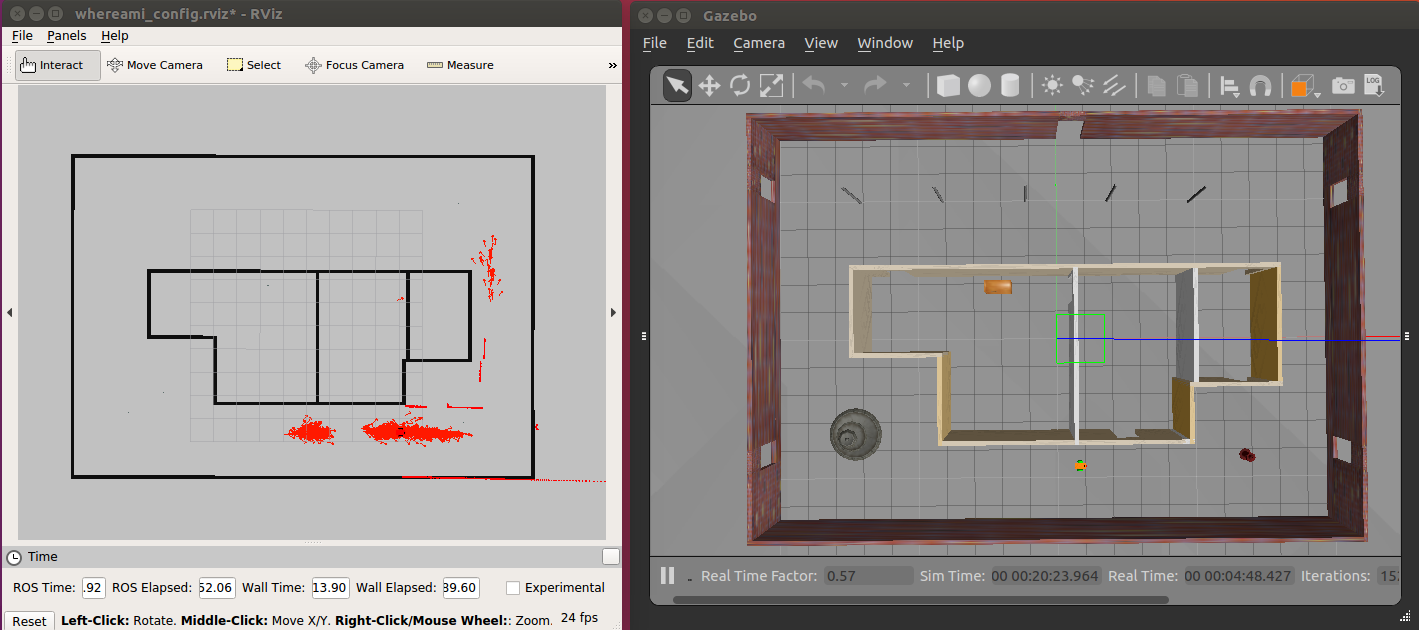 whereami_config.rviz* - RViz
File Panels Help
Interact Move Camera Select Focus Camera Measure »
Time
ROS Time: .92 ROS Elapsed: 52.06 Wall Time: 13.90 Wall Elapsed: 39.60 Experimental
Reset Left-Click: Rotate. Middle-Click: Move X/Y. Right-Click/Mouse Wheel:: Zoom. 24 fps
Gazebo
File Edit Camera View Window Help
LOG
Real Time Factor: 0.57 Sim Time: 00 00:20:23.964 Real Time: 00 00:04:48.427 Iterations: